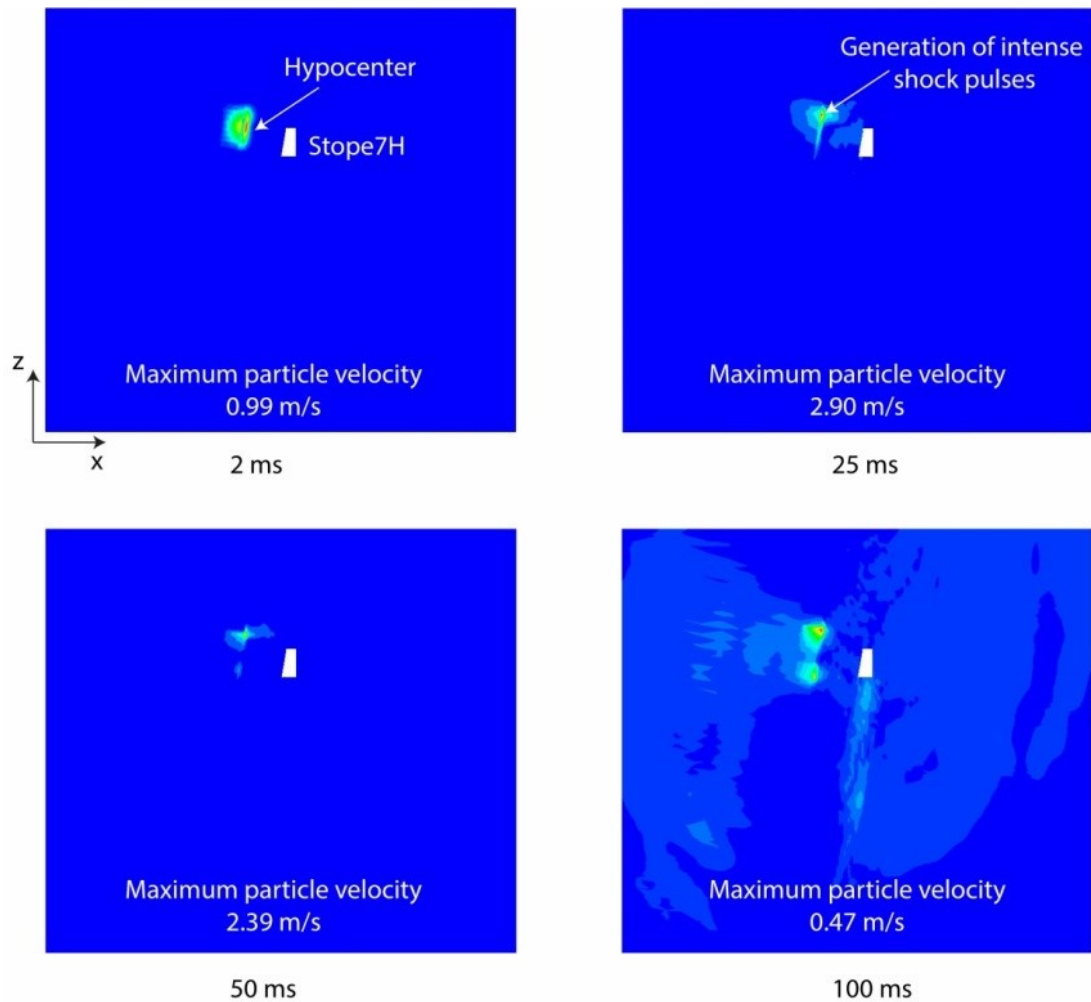 Hypocenter
Stope7H
Maximum particle velocity
0.99 m/s
z
x
2 ms
Generation of intense
shock pulses
Maximum particle velocity
2.90 m/s
25 ms
Maximum particle velocity
2.39 m/s
50 ms
Maximum particle velocity
0.47 m/s
100 ms